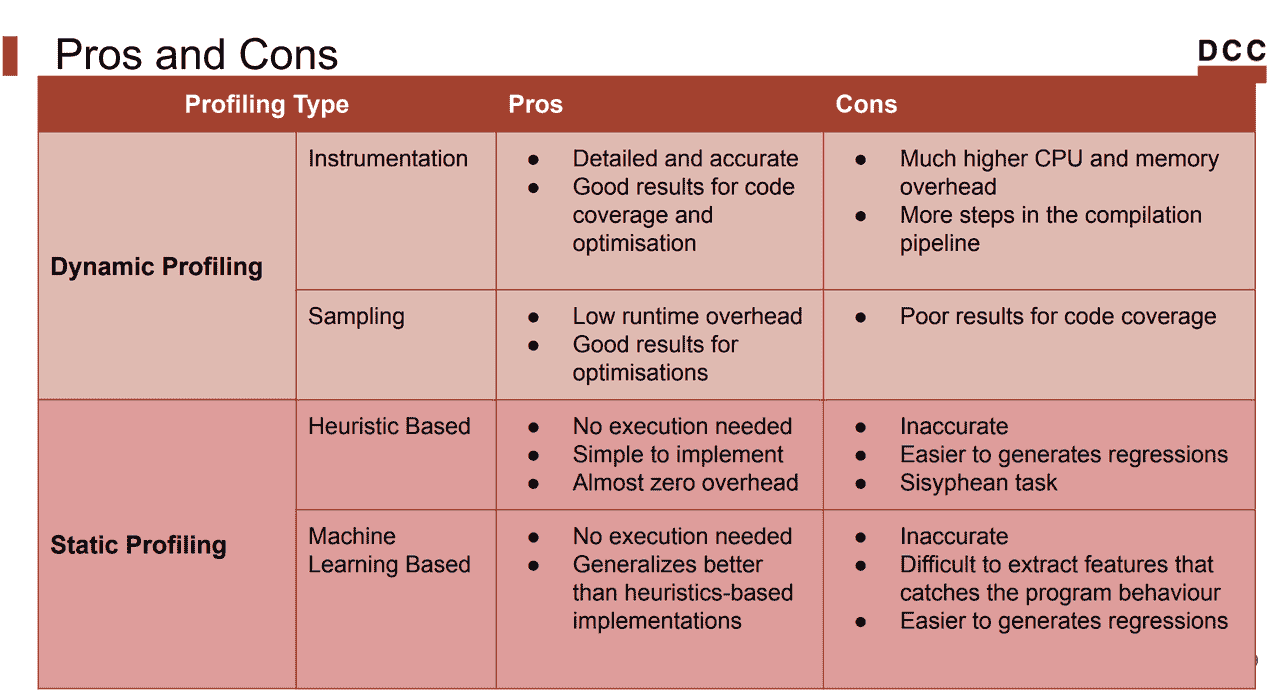 Pros and Cons
DCC
Profiling Type Pros Cons
Dynamic Profiling
Instrumentation
● Detailed and accurate
● Good results for code
coverage and
optimisation
● Much higher CPU and memory
overhead
● More steps in the compilation
pipeline
Sampling
● Low runtime overhead
● Good results for
optimisations
● Poor results for code coverage
Static Profiling
Heuristic Based
● No execution needed
● Simple to implement
● Almost zero overhead
● Inaccurate
● Easier to generates regressions
● Sisyphean task
Machine
Learning Based
● No execution needed
● Generalizes better
than heuristics-based
implementations
● Inaccurate
● Difficult to extract features that
catches the program behaviour
● Easier to generates regressions